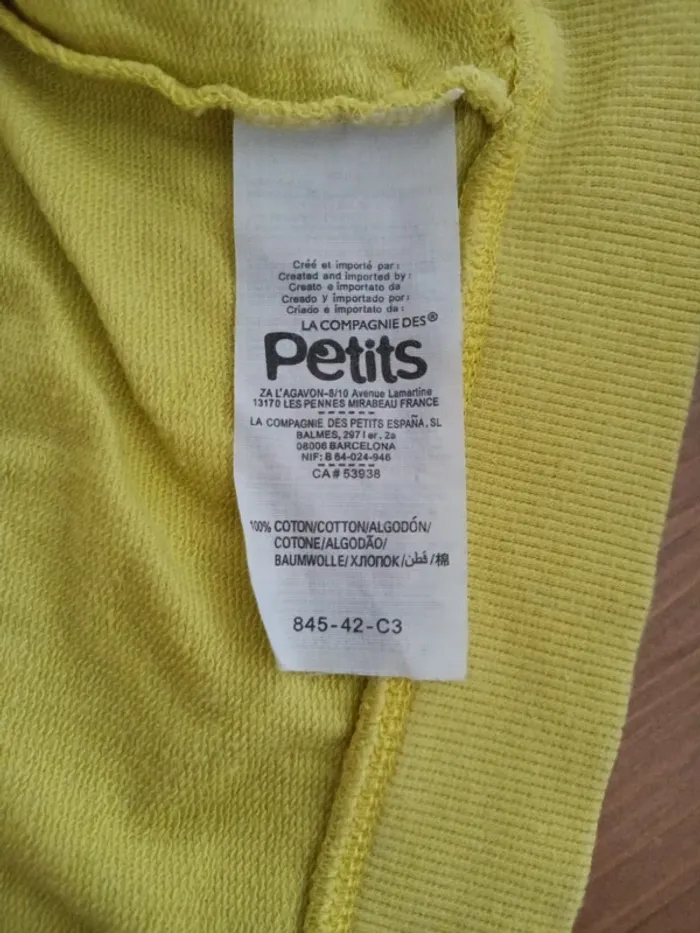 Créé et importé par :
Created and imported by :
Creato e importato da
Creado y importado por :
Criado e importato da :
LA COMPAGNIE DES®
Petits
ZA L'AGAVON-8/10 Avenue Lamartine
13170 LES PENNES MIRABEAU FRANCE
LA COMPAGNIE DES PETITS ESPAÑA. SL
BALMES, 297 1 er. 2a
08006 BARCELONA
NIF: B 64-024-946
CA# 53938
100% COTON/COTTON/ALGODÓN/
COTONE/ALGODÃO/
BAUMWOLLE/ХЛОПОК/قُطن/棉
845-42-C3